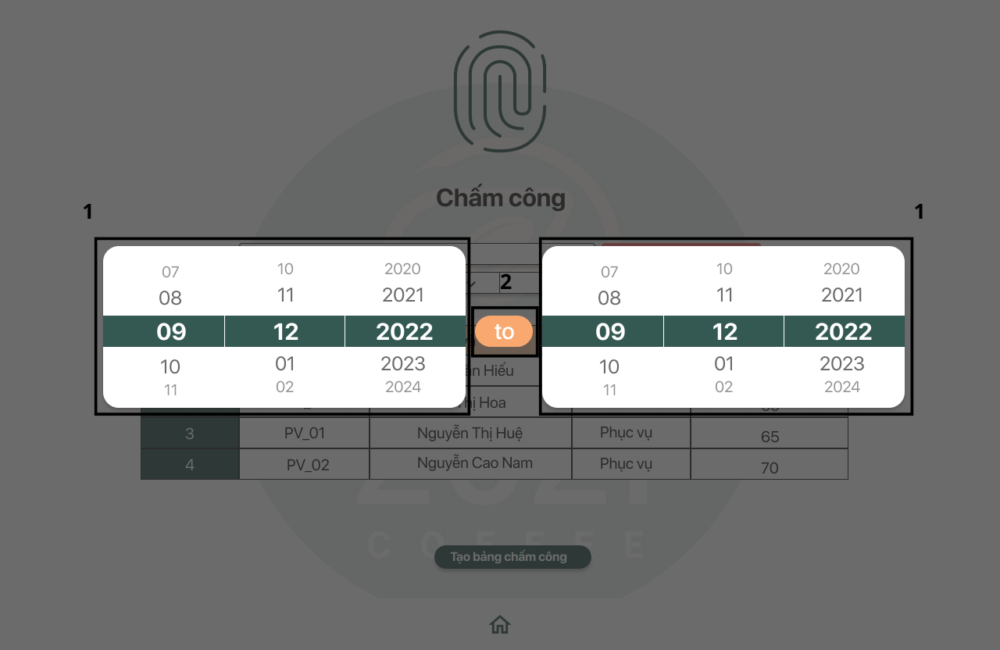 Chấm công
1
1
07 10 2020
08 11 2021
09 12 2022
10 01 2023
11 02 2024
2
to
07 10 2020
08 11 2021
09 12 2022
10 01 2023
11 02 2024
Hiếu
Thị Hoa
3 PV_01 Nguyễn Thị Huệ Phục vụ 65
4 PV_02 Nguyễn Cao Nam Phục vụ 70
2021
COFFEE
Tạo bảng chấm công